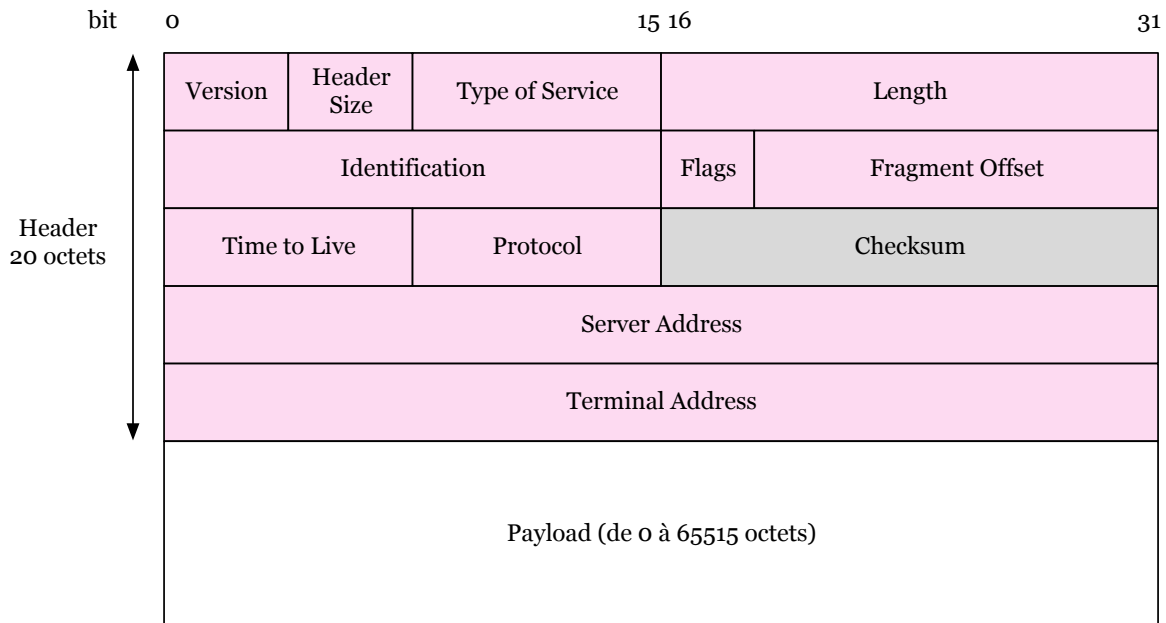 bit 0 15 16 31
Version Header Size Type of Service Length
Identification Flags Fragment Offset
Header
20 octets
Time to Live Protocol Checksum
Server Address
Terminal Address
Payload (de 0 à 65515 octets)